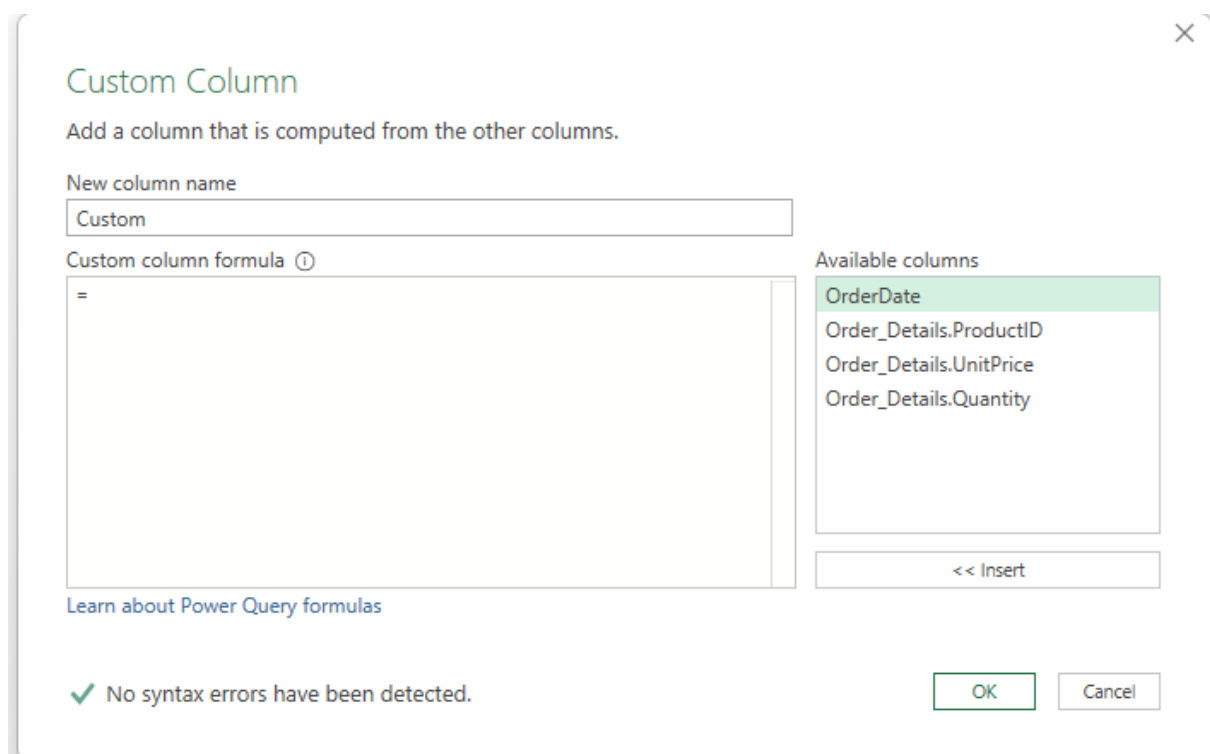 Custom Column
Add a column that is computed from the other columns.
New column name
Custom
Custom column formula
=
Available columns
OrderDate
Order_Details.ProductID
Order_Details.UnitPrice
Order_Details.Quantity
<< Insert
Learn about Power Query formulas
No syntax errors have been detected.
OK
Cancel